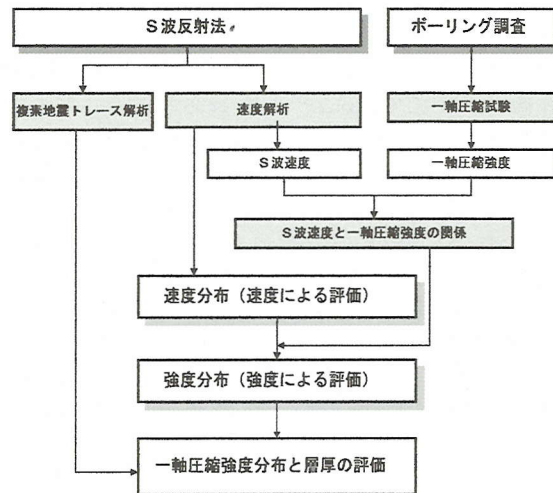 S波反射法
ボーリング調査
複素地震トレース解析
速度解析
一軸圧縮試験
S波速度
一軸圧縮強度
S波速度と一軸圧縮強度の関係
速度分布（速度による評価）
強度分布（強度による評価）
一軸圧縮強度分布と層厚の評価